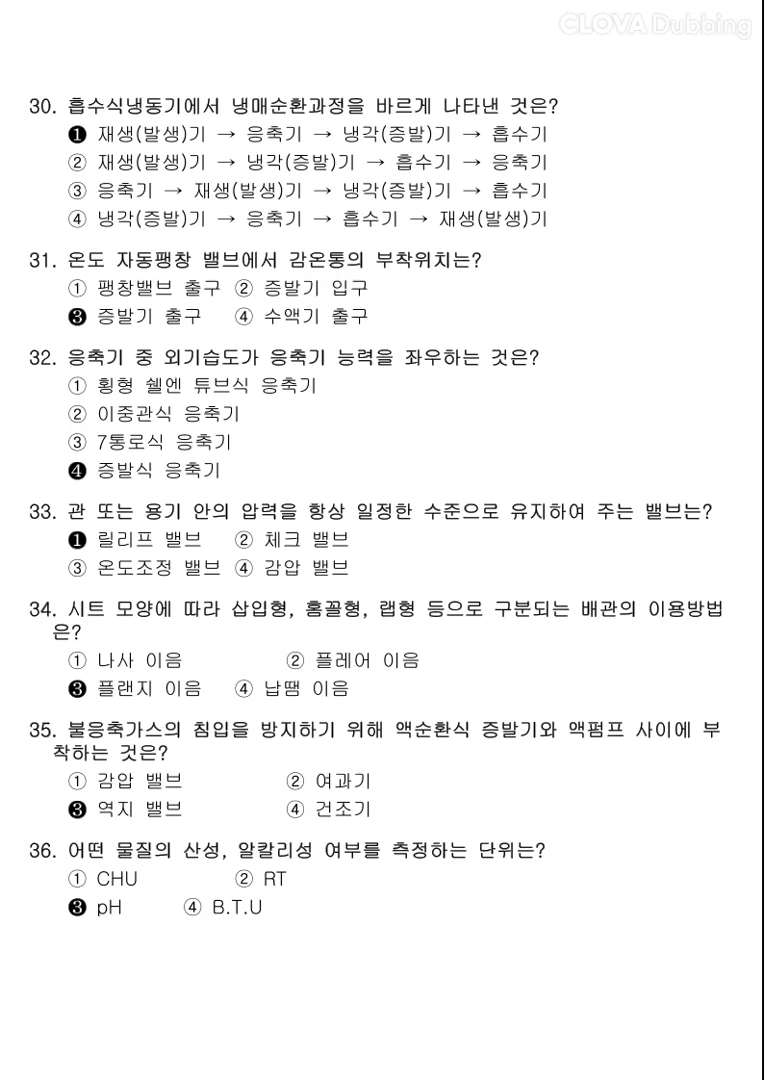 CLOVA Dubbing
30. 흡수식냉동기에서 냉매순환과정을 바르게 나타낸 것은?
❶ 재생(발생)기 → 응축기 → 냉각(증발)기 → 흡수기
② 재생(발생)기 → 냉각(증발)기 → 흡수기 → 응축기
③ 응축기 → 재생(발생)기 → 냉각(증발)기 → 흡수기
④ 냉각(증발)기 → 응축기 → 흡수기 → 재생(발생)기
31. 온도 자동팽창 밸브에서 감온통의 부착위치는?
① 팽창밸브 출구 ② 증발기 입구
❸ 증발기 출구 ④ 수액기 출구
32. 응축기 중 외기습도가 응축기 능력을 좌우하는 것은?
① 횡형 쉘엔 튜브식 응축기
② 이중관식 응축기
③ 7통로식 응축기
❹ 증발식 응축기
33. 관 또는 용기 안의 압력을 항상 일정한 수준으로 유지하여 주는 밸브는?
❶ 릴리프 밸브 ② 체크 밸브
③ 온도조정 밸브 ④ 감압 밸브
34. 시트 모양에 따라 삽입형, 홈꼴형, 랩형 등으로 구분되는 배관의 이용방법
은?
① 나사 이음 ② 플레어 이음
❸ 플랜지 이음 ④ 납땜 이음
35. 불응축가스의 침입을 방지하기 위해 액순환식 증발기와 액펌프 사이에 부
착하는 것은?
① 감압 밸브 ② 여과기
❸ 역지 밸브 ④ 건조기
36. 어떤 물질의 산성, 알칼리성 여부를 측정하는 단위는?
① CHU ② RT
❸ pH ④ B.T.U